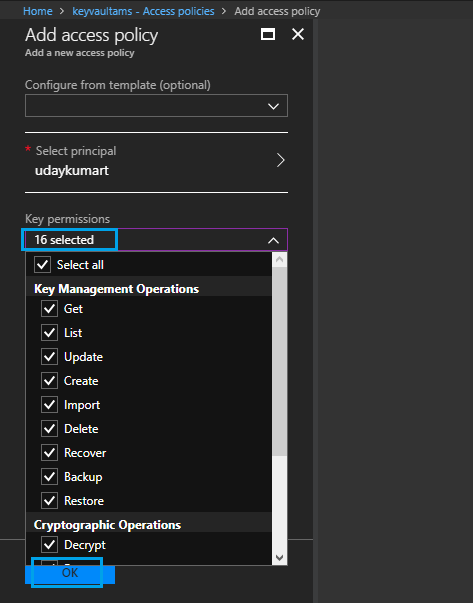 Home > keyvaultams - Access policies > Add access policy
Add access policy
Add a new access policy
Configure from template (optional)
* Select principal
udaykumart
Key permissions
16 selected
Select all
Key Management Operations
Get
List
Update
Create
Import
Delete
Recover
Backup
Restore
Cryptographic Operations
Decrypt
OK